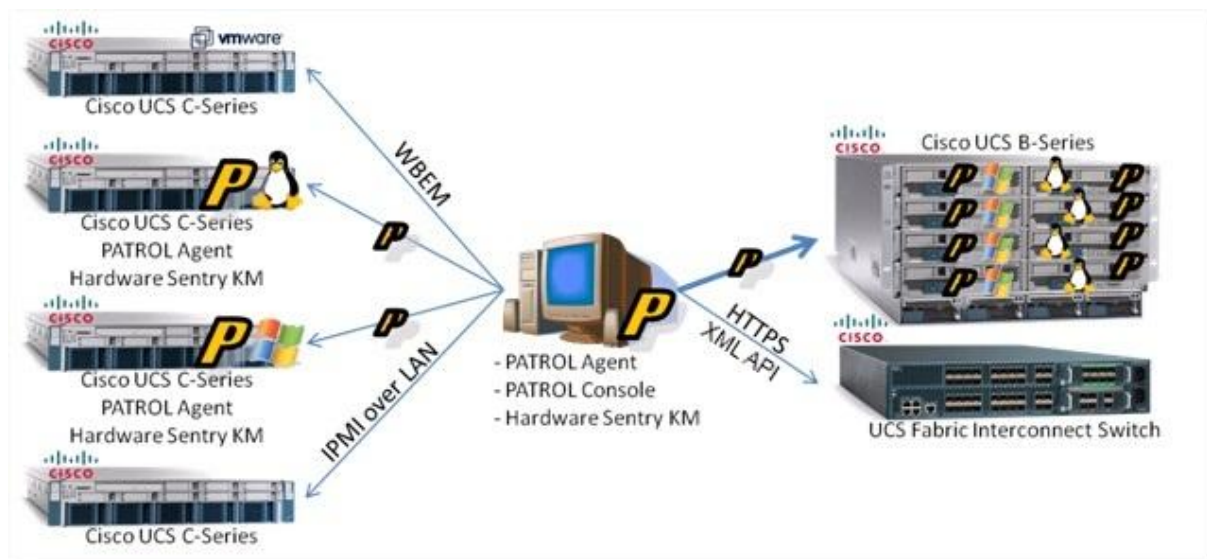 CISCO
vmware
Cisco UCS C-Series
CISCO
P
Cisco UCS C-Series
PATROL Agent
Hardware Sentry KM
CISCO
P
Cisco UCS C-Series
PATROL Agent
Hardware Sentry KM
CISCO
Cisco UCS C-Series
WBEM
P
P
IPMI over LAN
P
- PATROL Agent
- PATROL Console
- Hardware Sentry KM
P
HTTPS
XML API
CISCO
Cisco UCS B-Series
P P
P P
P P
P P
CISCO
UCS Fabric Interconnect Switch